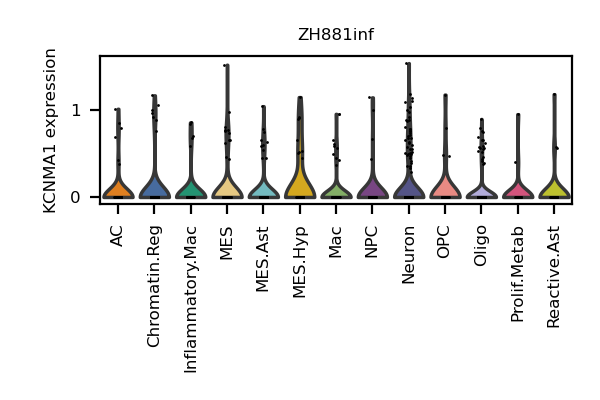 ZH881inf
KCNMA1 expression
1
0
AC
Chromatin.Reg
Inflammatory.Mac
MES
MES.Ast
MES.Hyp
Mac
NPC
Neuron
OPC
Oligo
Prolif.Metab
Reactive.Ast